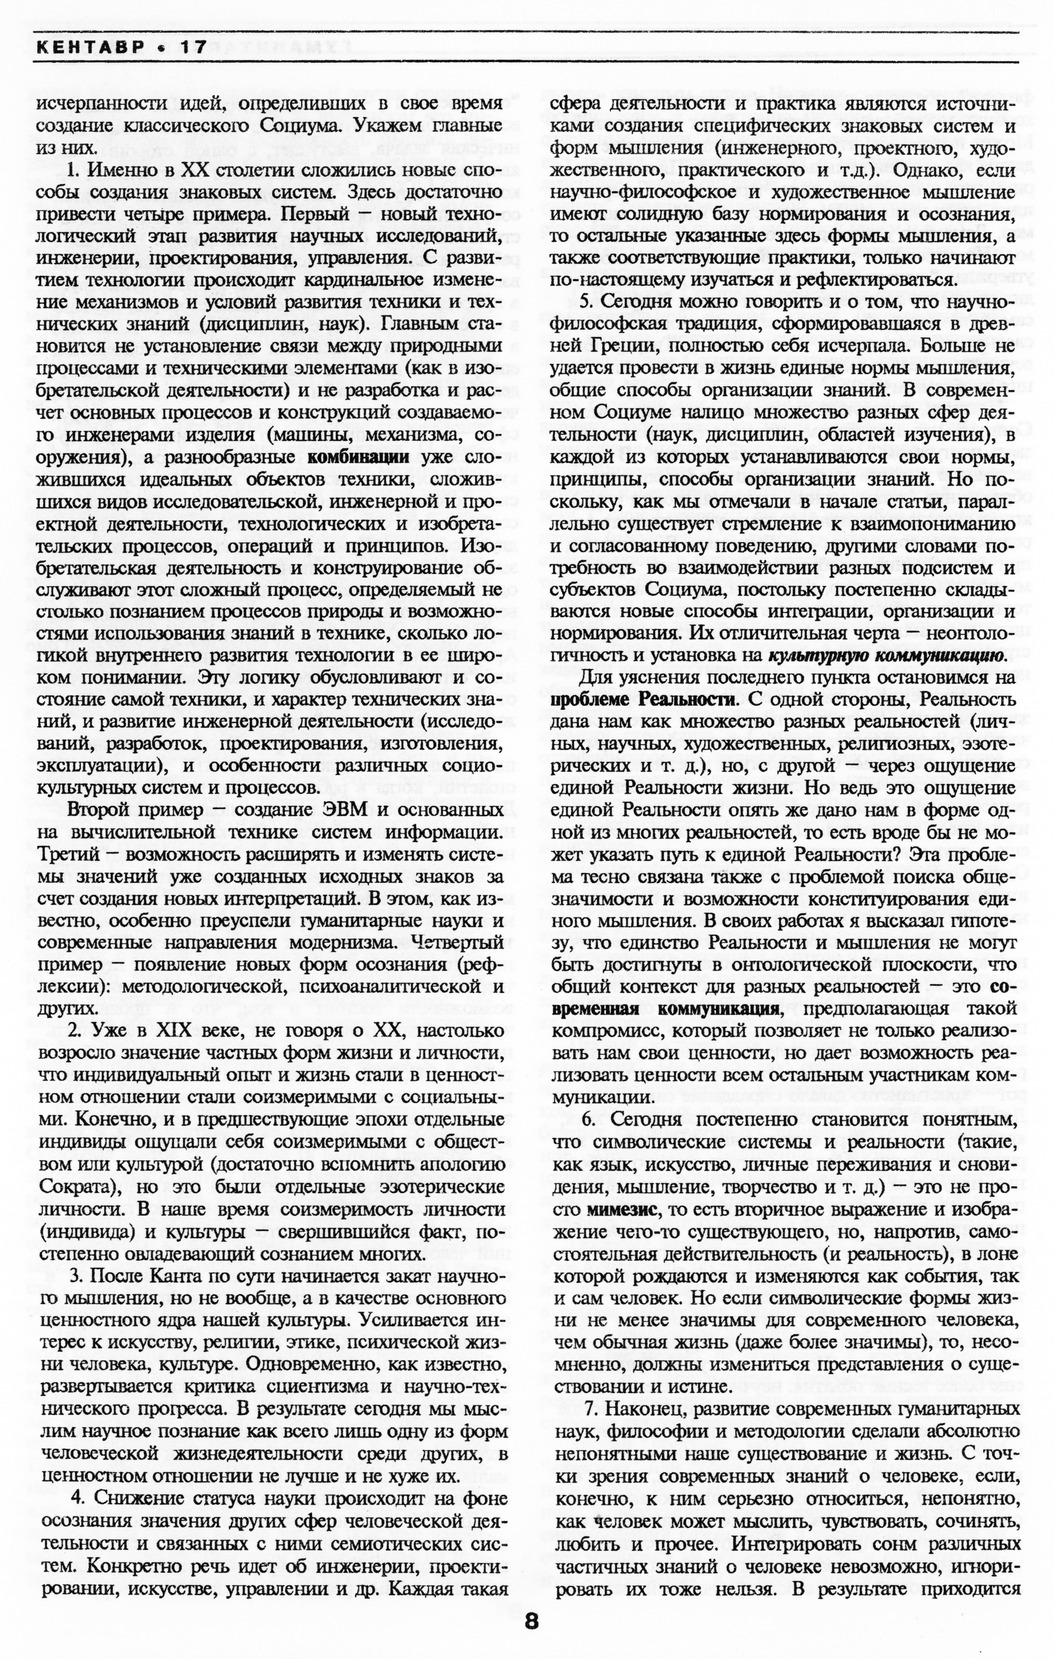 КЕНТАВР • 17
исчерпанности идей, определивших в свое время
создание классического Социума. Укажем главные
из них.
1. Именно в XX столетии сложились новые спо-
собы создания знаковых систем. Здесь достаточно
привести четыре примера. Первый — новый техно-
логический этап развития научных исследований,
инженерии, проектирования, управления. С разви-
тием технологии происходит кардинальное измене-
ние механизмов и условий развития техники и тех-
нических знаний (дисциплин, наук). Главным ста-
новится не установление связи между природными
процессами и техническими элементами (как в изо-
бретательской деятельности) и не разработка и рас-
чет основных процессов и конструкций создаваемо-
го инженерами изделия (машины, механизма, со-
оружения), а разнообразные комбинации уже сло-
жившихся идеальных объектов техники, сложив-
шихся видов исследовательской, инженерной и про-
ектной деятельности, технологических и изобрета-
тельских процессов, операций и принципов. Изо-
бретательская деятельность и конструирование об-
служивают этот сложный процесс, определяемый не
столько познанием процессов природы и возможно-
стями использования знаний в технике, сколько ло-
гикой внутреннего развития технологии в ее широ-
ком понимании. Эту логику обусловливают и со-
стояние самой техники, и характер технических зна-
ний, и развитие инженерной деятельности (исследо-
ваний, разработок, проектирования, изготовления,
эксплуатации), и особенности различных социо-
культурных систем и процессов.
Второй пример — создание ЭВМ и основанных
на вычислительной технике систем информации.
Третий — возможность расширять и изменять систе-
мы значений уже созданных исходных знаков за
счет создания новых интерпретаций. В этом, как из-
вестно, особенно преуспели гуманитарные науки и
современные направления модернизма. Четвертый
пример — появление новых форм осознания (реф-
лексии): методологической, психоаналитической и
других.
2. Уже в XIX веке, не говоря о XX, настолько
возросло значение частных форм жизни и личности,
что индивидуальный опыт и жизнь стали в ценност-
ном отношении стали соизмеримыми с социальны-
ми. Конечно, и в предшествующие эпохи отдельные
индивиды ощущали себя соизмеримыми с общест-
вом или культурой (достаточно вспомнить апологию
Сократа), но это были отдельные эзотерические
личности. В наше время соизмеримость личности
(индивида) и культуры — свершившийся факт, по-
степенно овладевающий сознанием многих.
3. После Канта по сути начинается закат научно-
го мышления, но не вообще, а в качестве основного
ценностного ядра нашей культуры. Усиливается ин-
терес к искусству, религии, этике, психической жиз-
ни человека, культуре. Одновременно, как известно,
развертывается критика сциентизма и научно-тех-
нического прогресса. В результате сегодня мы мыс-
лим научное познание как всего лишь одну из форм
человеческой жизнедеятельности среди других, в
ценностном отношении не лучше и не хуже их.
4. Снижение статуса науки происходит на фоне
осознания значения других сфер человеческой дея-
тельности и связанных с ними семиотических сис-
тем. Конкретно речь идет об инженерии, проекти-
ровании, искусстве, управлении и др. Каждая такая
сфера деятельности и практика являются источни-
ками создания специфических знаковых систем и
форм мышления (инженерного, проектного, худо-
жественного, практического и т.д.). Однако, если
научно-философское и художественное мышление
имеют солидную базу нормирования и осознания,
то остальные указанные здесь формы мышления, а
также соответствующие практики, только начинают
по-настоящему изучаться и рефлектироваться.
5. Сегодня можно говорить и о том, что научно-
философская традиция, сформировавшаяся в древ-
ней Греции, полностью себя исчерпала. Больше не
удается провести в жизнь единые нормы мышления,
общие способы организации знаний. В современ-
ном Социуме налицо множество разных сфер дея-
тельности (наук, дисциплин, областей изучения), в
каждой из которых устанавливаются свои нормы,
принципы, способы организации знаний. Но по-
скольку, как мы отмечали в начале статьи, парал-
лельно существует стремление к взаимопониманию
и согласованному поведению, другими словами по-
требность во взаимодействии разных подсистем и
субъектов Социума, постольку постепенно склады-
ваются новые способы интеграции, организации и
нормирования. Их отличительная черта — неонтоло-
гичность и установка на культурную коммуникацию.
Для уяснения последнего пункта остановимся на
проблеме Реальности. С одной стороны, Реальность
дана нам как множество разных реальностей (лич-
ных, научных, художественных, религиозных, эзоте-
рических и т. д.), но, с другой — через ощущение
единой Реальности жизни. Но ведь это ощущение
единой Реальности опять же дано нам в форме од-
ной из многих реальностей, то есть вроде бы не мо-
жет указать путь к единой Реальности? Эта пробле-
ма тесно связана также с проблемой поиска обще-
значимости и возможности конституирования еди-
ного мышления. В своих работах я высказал гипоте-
зу, что единство Реальности и мышления не могут
быть достигнуты в онтологической плоскости, что
общий контекст для разных реальностей — это со-
временная коммуникация, предполагающая такой
компромисс, который позволяет не только реализо-
вать нам свои ценности, но дает возможность реа-
лизовать ценности всем остальным участникам ком-
муникации.
6. Сегодня постепенно становится понятным,
что символические системы и реальности (такие,
как язык, искусство, личные переживания и снови-
дения, мышление, творчество и т. д.) — это не про-
сто мимезис, то есть вторичное выражение и изобра-
жение чего-то существующего, но, напротив, само-
стоятельная действительность (и реальность), в лоне
которой рождаются и изменяются как события, так
и сам человек. Но если символические формы жиз-
ни не менее значимы для современного человека,
чем обычная жизнь (даже более значимы), то, несо-
мненно, должны измениться представления о суще-
ствовании и истине.
7. Наконец, развитие современных гуманитарных
наук, философии и методологии сделали абсолютно
непонятными наше существование и жизнь. С точ-
ки зрения современных знаний о человеке, если,
конечно, к ним серьезно относиться, непонятно,
как человек может мыслить, чувствовать, сочинять,
любить и прочее. Интегрировать сонм различных
частичных знаний о человеке невозможно, игнори-
ровать их тоже нельзя. В результате приходится
8